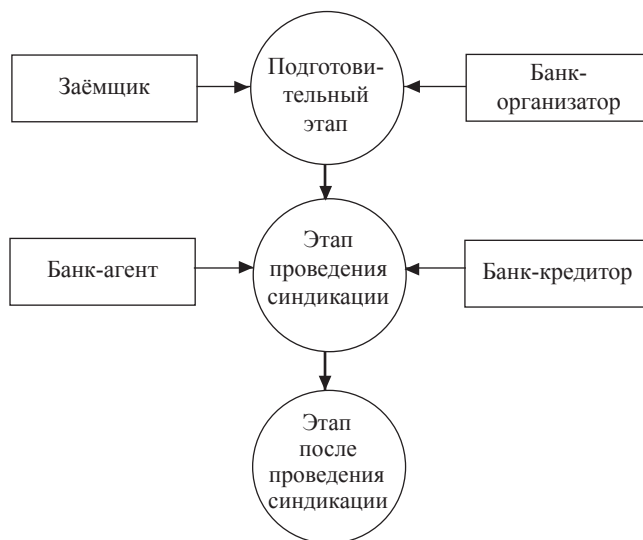 Заёмщик
Подготови-
тельный
этап
Банк-
организатор
Банк-агент
Этап
проведения
синдикации
Банк-кредитор
Этап
после
проведения
синдикации